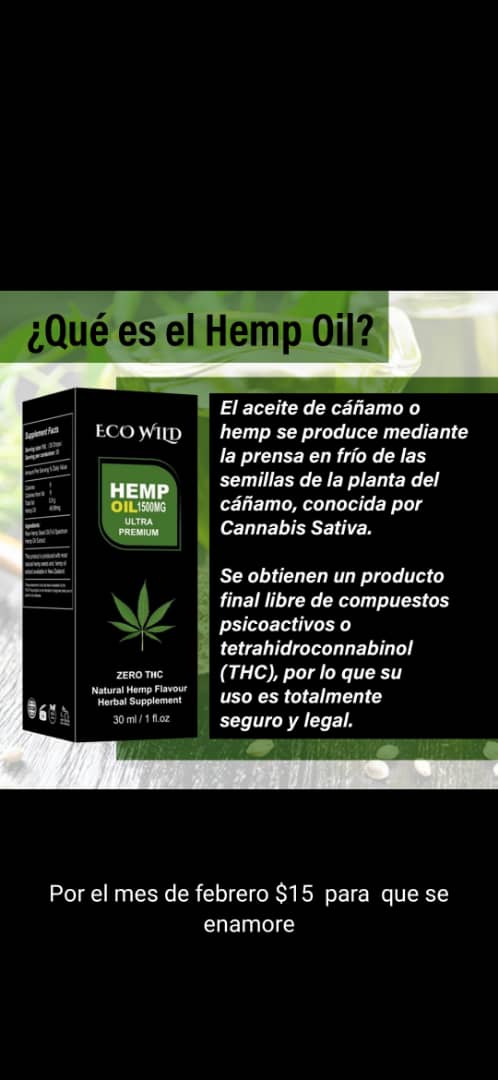 ¿Qué es el Hemp Oil?
El aceite de cáñamo o
hemp se produce mediante
la prensa en frío de las
semillas de la planta del
cáñamo, conocida por
Cannabis Sativa.
Se obtienen un producto
final libre de compuestos
psicoactivos o
tetrahidroconnabinol
(THC), por lo que su
uso es totalmente
seguro y legal.
Supplement Facts
ECO WILD
HEMP
OIL 1500MG
ULTRA
PREMIUM
ZERO THC
Natural Hemp Flavour
Herbal Supplement
30 ml / 1 fl.oz
Por el mes de febrero $15 para que se
enamore